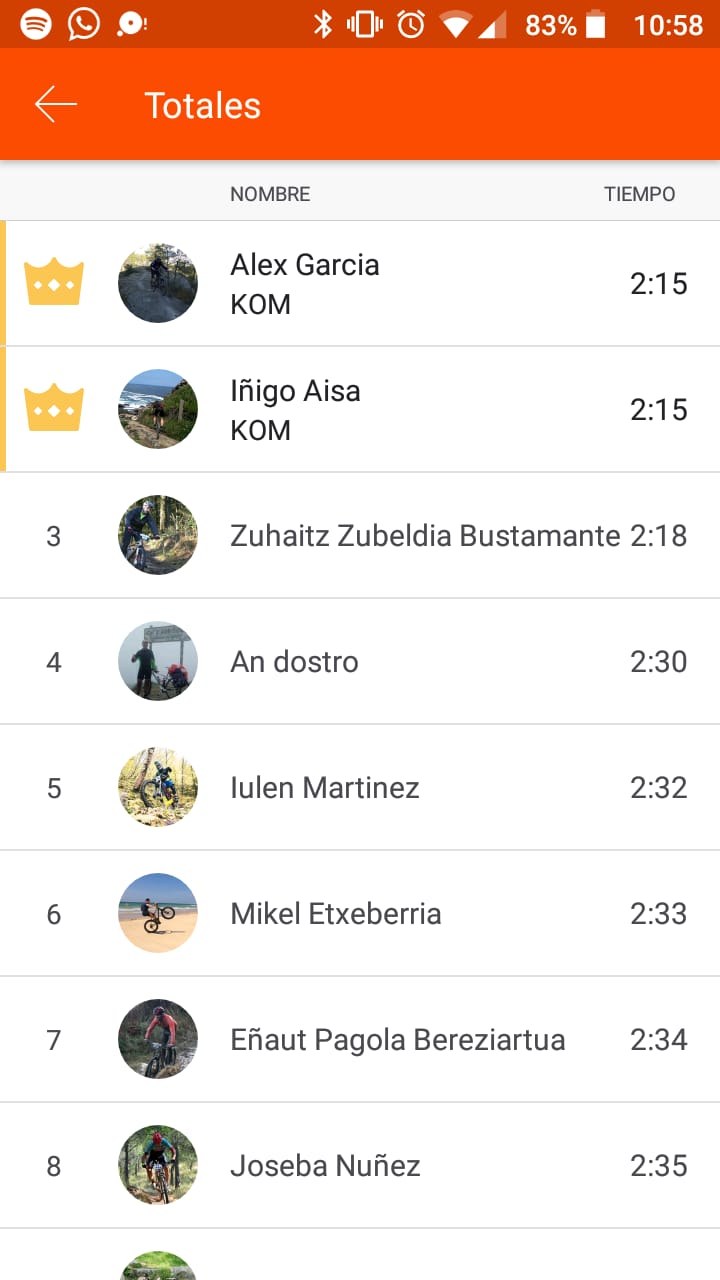 83% 10:58
Totales
NOMBRE TIEMPO
Alex Garcia
KOM
2:15
Iñigo Aisa
KOM
2:15
3 Zuhaitz Zubeldia Bustamante 2:18
4 An dostro 2:30
5 Iulen Martinez 2:32
6 Mikel Etxeberria 2:33
7 Eñaut Pagola Bereziartua 2:34
8 Joseba Nuñez 2:35